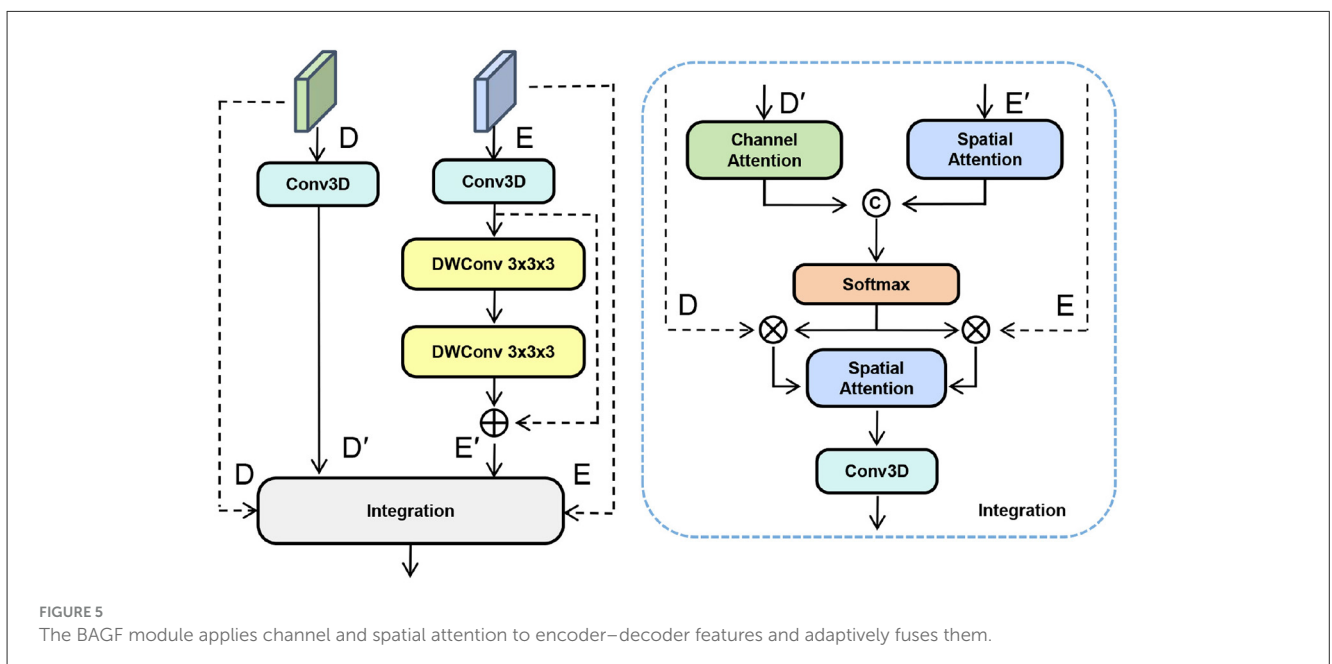 D
E
Conv3D
Conv3D
DWConv 3x3x3
DWConv 3x3x3
D
D′
E′
E
Integration
D′
E′
Channel
Attention
Spatial
Attention
C
Softmax
D
E
Spatial
Attention
Conv3D
Integration
FIGURE 5
The BAGF module applies channel and spatial attention to encoder–decoder features and adaptively fuses them.